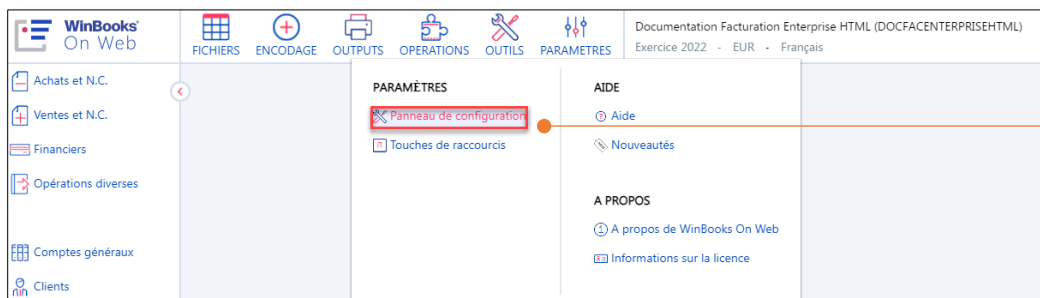 WinBooks
On Web
FICHIERS ENCODAGE OUTPUTS OPERATIONS OUTILS PARAMETRES
Documentation Facturation Enterprise HTML (DOCFACENTERPRISEHTML)
Exercice 2022 - EUR - Français
Achats et N.C.
Ventes et N.C.
Financiers
Opérations diverses
Comptes généraux
Clients
PARAMÈTRES
Panneau de configuration
Touches de raccourcis
AIDE
Aide
Nouveautés
A PROPOS
A propos de WinBooks On Web
Informations sur la licence